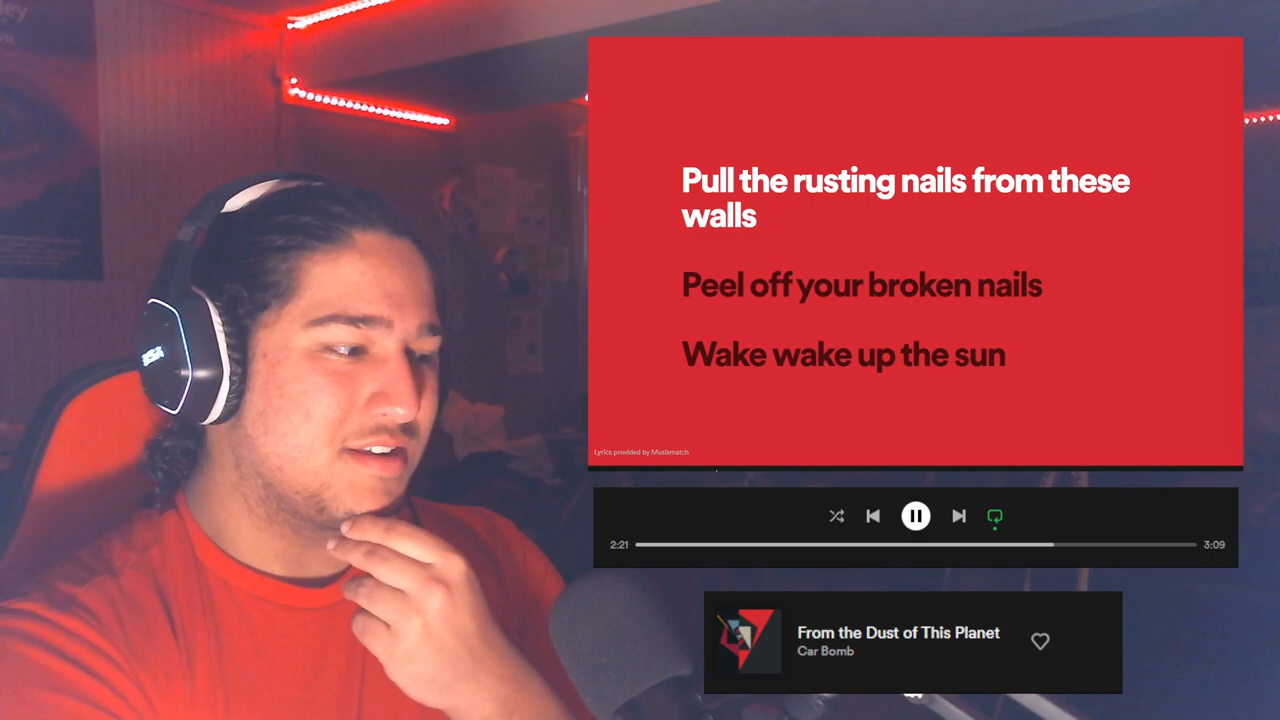 ley
Pull the rusting nails from these
walls
Peel off your broken nails
Wake wake up the sun
Lyrics provided by Musixmatch
2:21
3:09
From the Dust of This Planet
Car Bomb